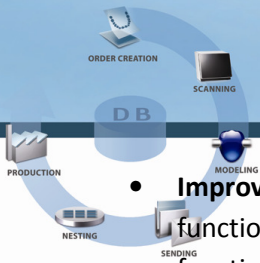 ORDER CREATION
SCANNING
DB
PRODUCTION
MODELING
• Improv
NESTING
functio
SENDING